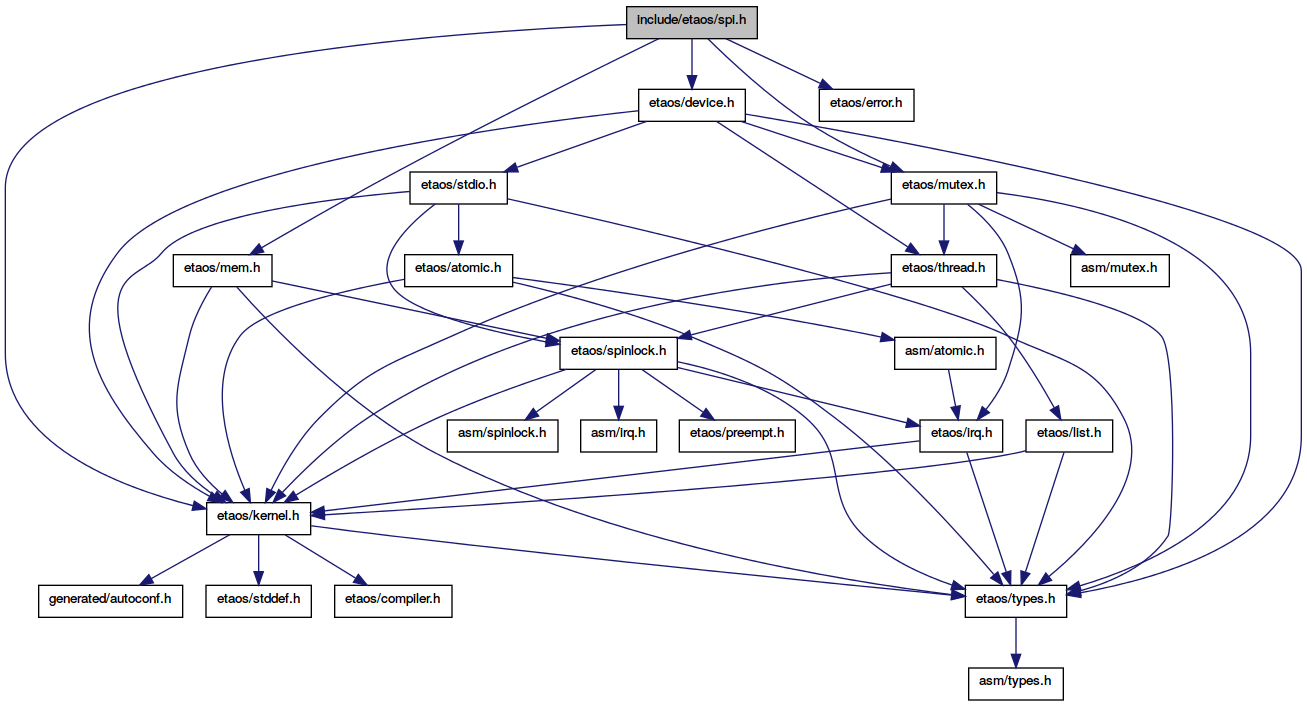 include/etaos/spi.h
etaos/device.h
etaos/error.h
etaos/stdio.h
etaos/mutex.h
etaos/mem.h
etaos/atomic.h
etaos/thread.h
asm/mutex.h
etaos/spinlock.h
asm/atomic.h
asm/spinlock.h
asm/irq.h
etaos/preempt.h
etaos/irq.h
etaos/list.h
etaos/kernel.h
generated/autoconf.h
etaos/stddef.h
etaos/compiler.h
etaos/types.h
asm/types.h